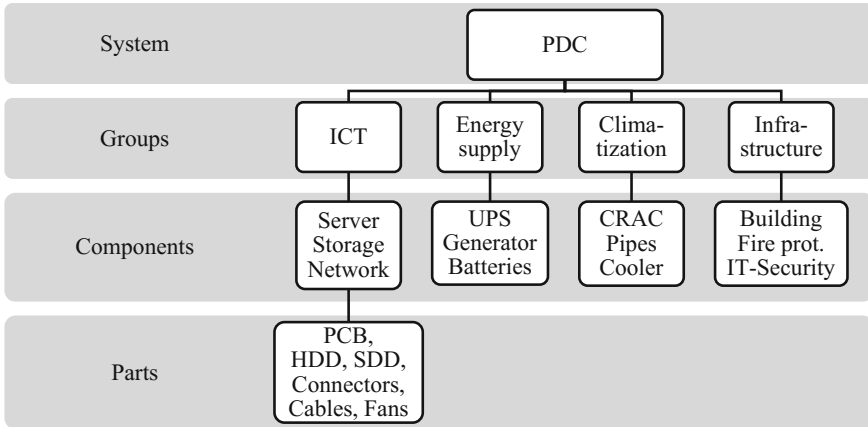 System
PDC
Groups
ICT
Energy
supply
Clima-
tization
Infra-
structure
Components
Server
Storage
Network
UPS
Generator
Batteries
CRAC
Pipes
Cooler
Building
Fire prot.
IT-Security
Parts
PCB,
HDD, SDD,
Connectors,
Cables, Fans